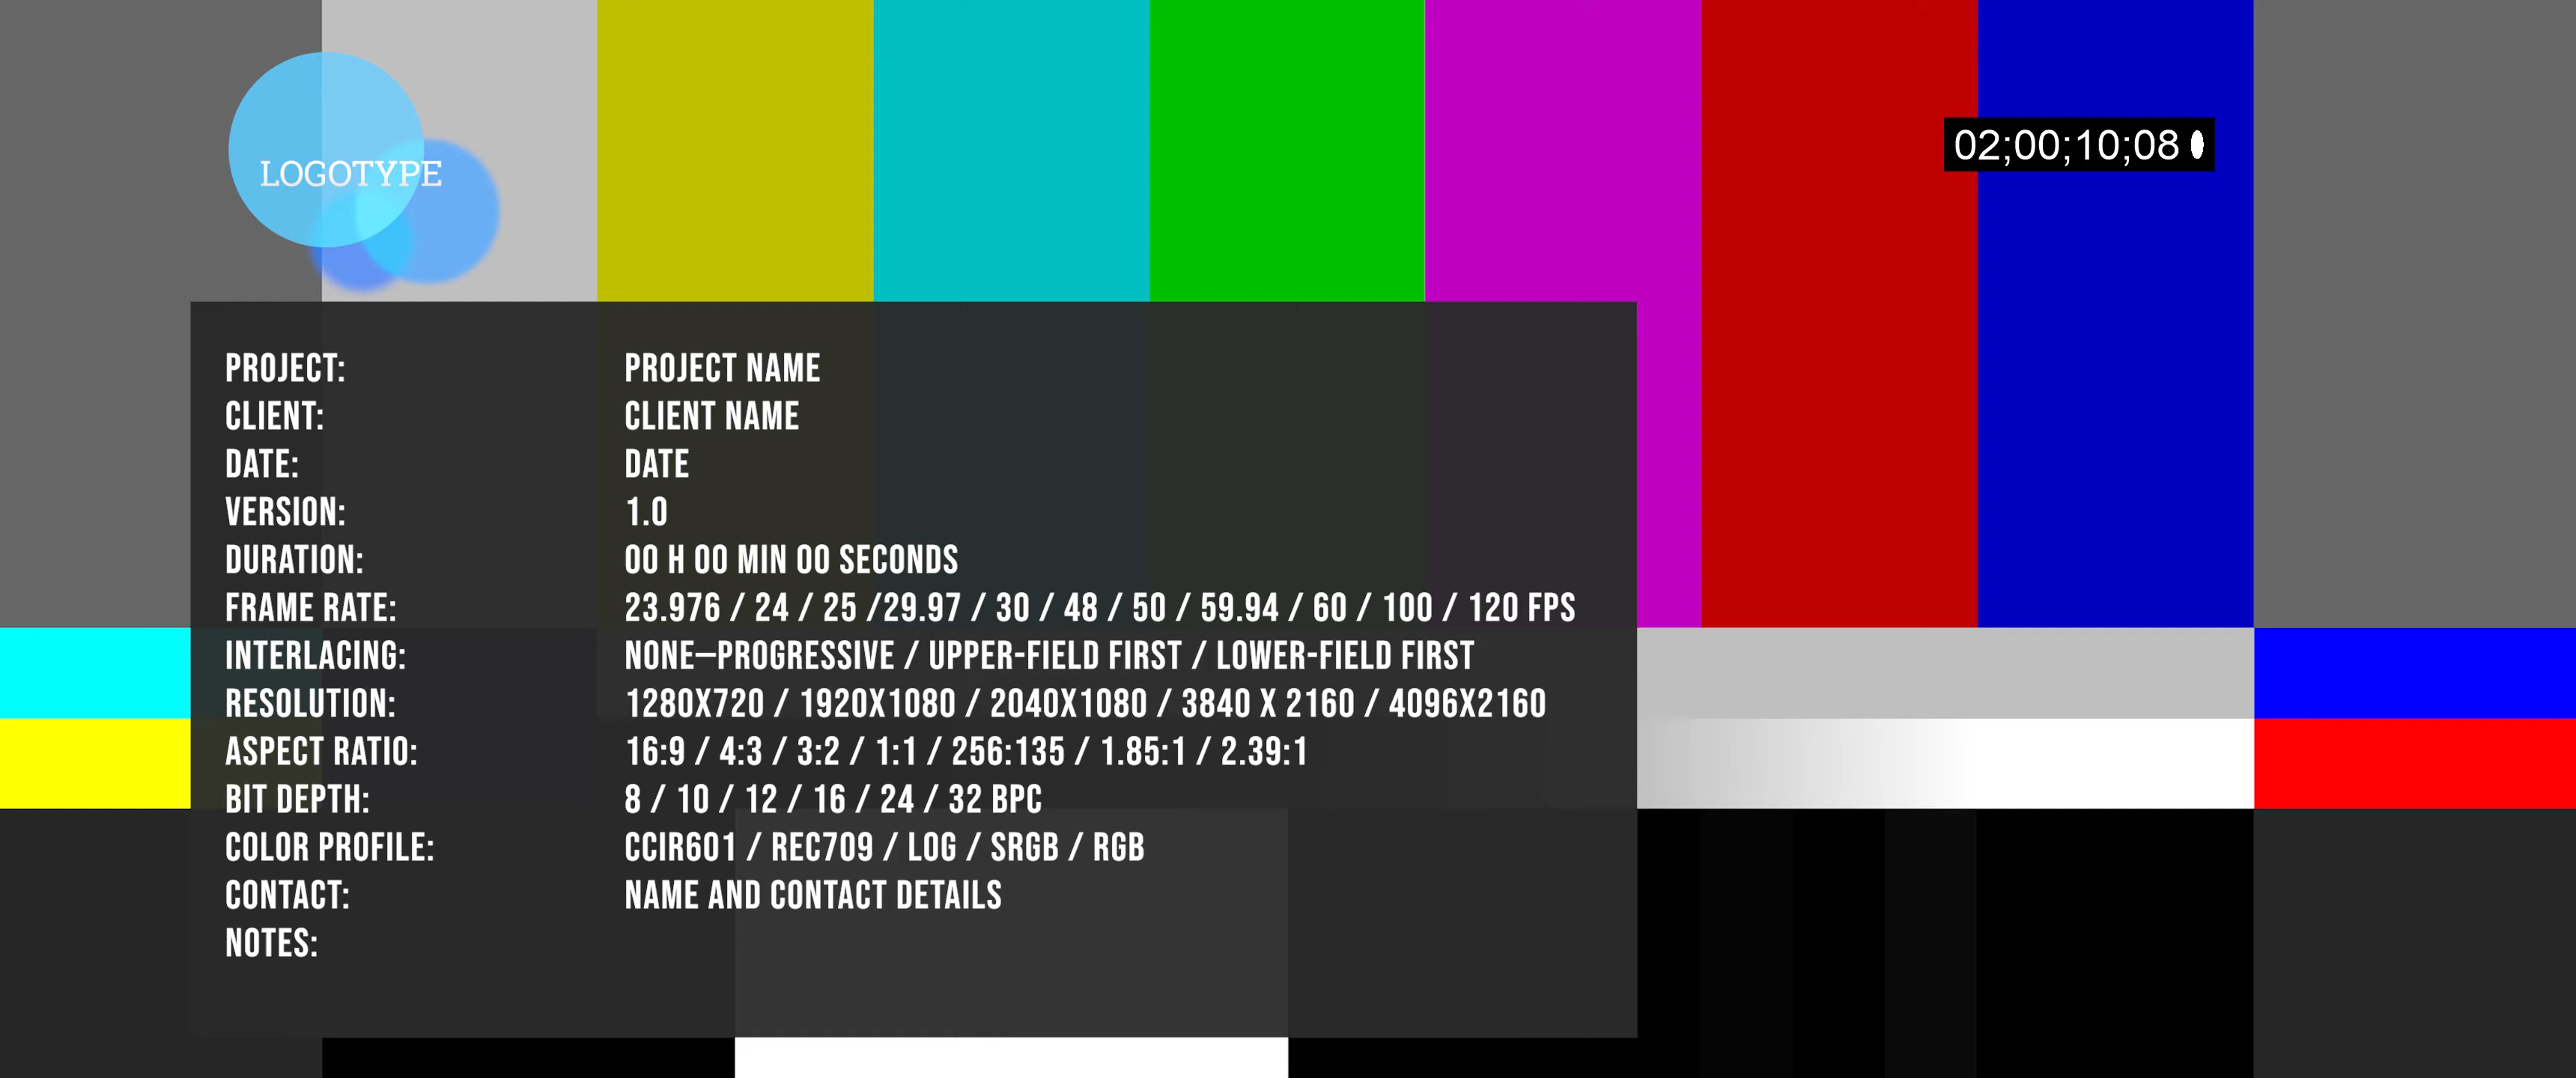 LOGOTYPE
02;00;10;08
PROJECT: PROJECT NAME
CLIENT: CLIENT NAME
DATE: DATE
VERSION: 1.0
DURATION: 00 H 00 MIN 00 SECONDS
FRAME RATE: 23.976 / 24 / 25 /29.97 / 30 / 48 / 50 / 59.94 / 60 / 100 / 120 FPS
INTERLACING: NONE—PROGRESSIVE / UPPER-FIELD FIRST / LOWER-FIELD FIRST
RESOLUTION: 1280X720 / 1920X1080 / 2040X1080 / 3840 X 2160 / 4096X2160
ASPECT RATIO: 16:9 / 4:3 / 3:2 / 1:1 / 256:135 / 1.85:1 / 2.39:1
BIT DEPTH: 8 / 10 / 12 / 16 / 24 / 32 BPC
COLOR PROFILE: CCIR601 / REC709 / LOG / SRGB / RGB
CONTACT: NAME AND CONTACT DETAILS
NOTES: